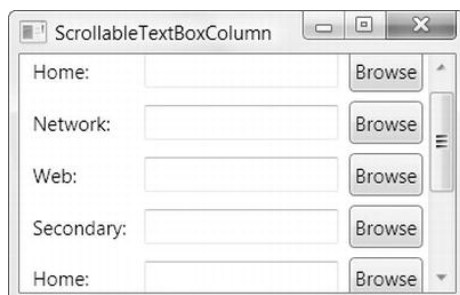 ScrollableTextBoxColumn
Home: Browse
Network: Browse
Web: Browse
Secondary: Browse
Home: Browse